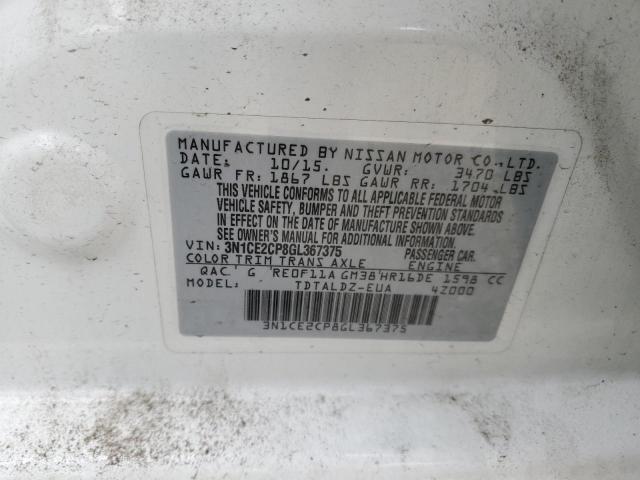 MANUFACTURED BY NISSAN MOTOR CO.,LTD.
DATE: 10/15. GVWR: 3470 LBS
GAWR FR: 1867 LBS GAWR RR: 1704 LBS
THIS VEHICLE CONFORMS TO ALL APPLICABLE FEDERAL MOTOR
VEHICLE SAFETY, BUMPER AND THEFT PREVENTION STANDARDS
IN EFFECT ON THE DATE OF MANUFACTURE SHOWN ABOVE.
SEE OWNER'S MANUAL FOR ADDITIONAL INFORMATION.
VIN: 3N1CE2CP8GL367375 PASSENGER CAR.
COLOR TRIM TRANS AXLE ENGINE
QAC' G RE0F11A GM38'HR16DE 1598 CC
MODEL: TDTALDZ-EUA 4Z000
3N1CE2CP8GL367375